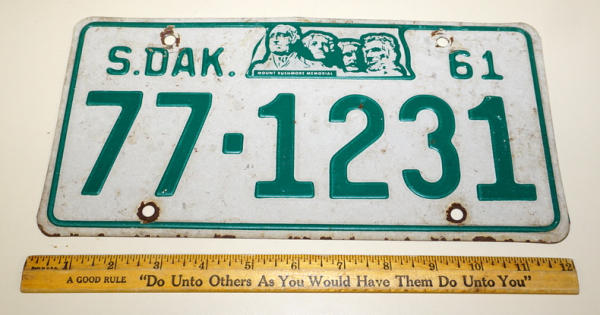 S.DAK. 61
MOUNT RUSHMORE MEMORIAL
77·1231
1 2 3 4 5 6 7 8 9 10 11 12
A GOOD RULE "Do Unto Others As You Would Have Them Do Unto You"